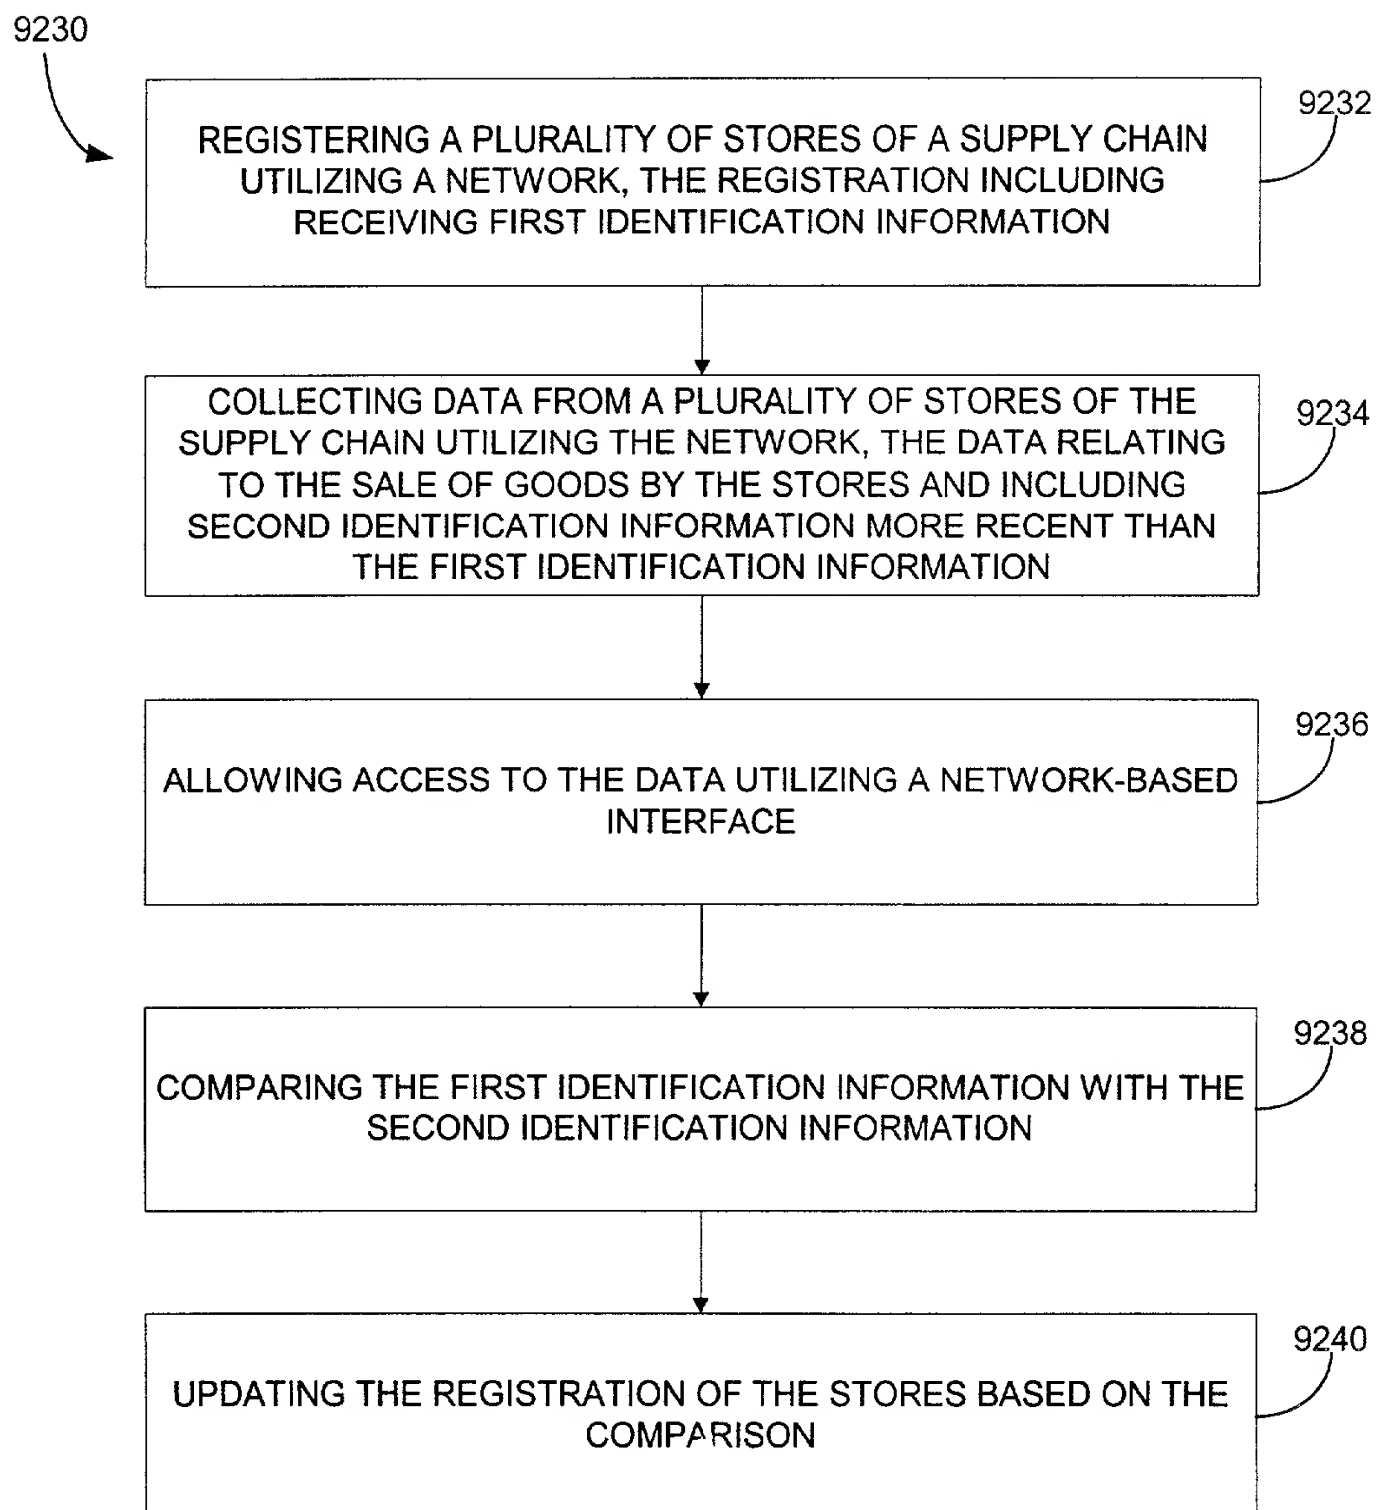 9230
9232
REGISTERING A PLURALITY OF STORES OF A SUPPLY CHAIN
UTILIZING A NETWORK, THE REGISTRATION INCLUDING
RECEIVING FIRST IDENTIFICATION INFORMATION
9234
COLLECTING DATA FROM A PLURALITY OF STORES OF THE
SUPPLY CHAIN UTILIZING THE NETWORK, THE DATA RELATING
TO THE SALE OF GOODS BY THE STORES AND INCLUDING
SECOND IDENTIFICATION INFORMATION MORE RECENT THAN
THE FIRST IDENTIFICATION INFORMATION
9236
ALLOWING ACCESS TO THE DATA UTILIZING A NETWORK-BASED
INTERFACE
9238
COMPARING THE FIRST IDENTIFICATION INFORMATION WITH THE
SECOND IDENTIFICATION INFORMATION
9240
UPDATING THE REGISTRATION OF THE STORES BASED ON THE
COMPARISON